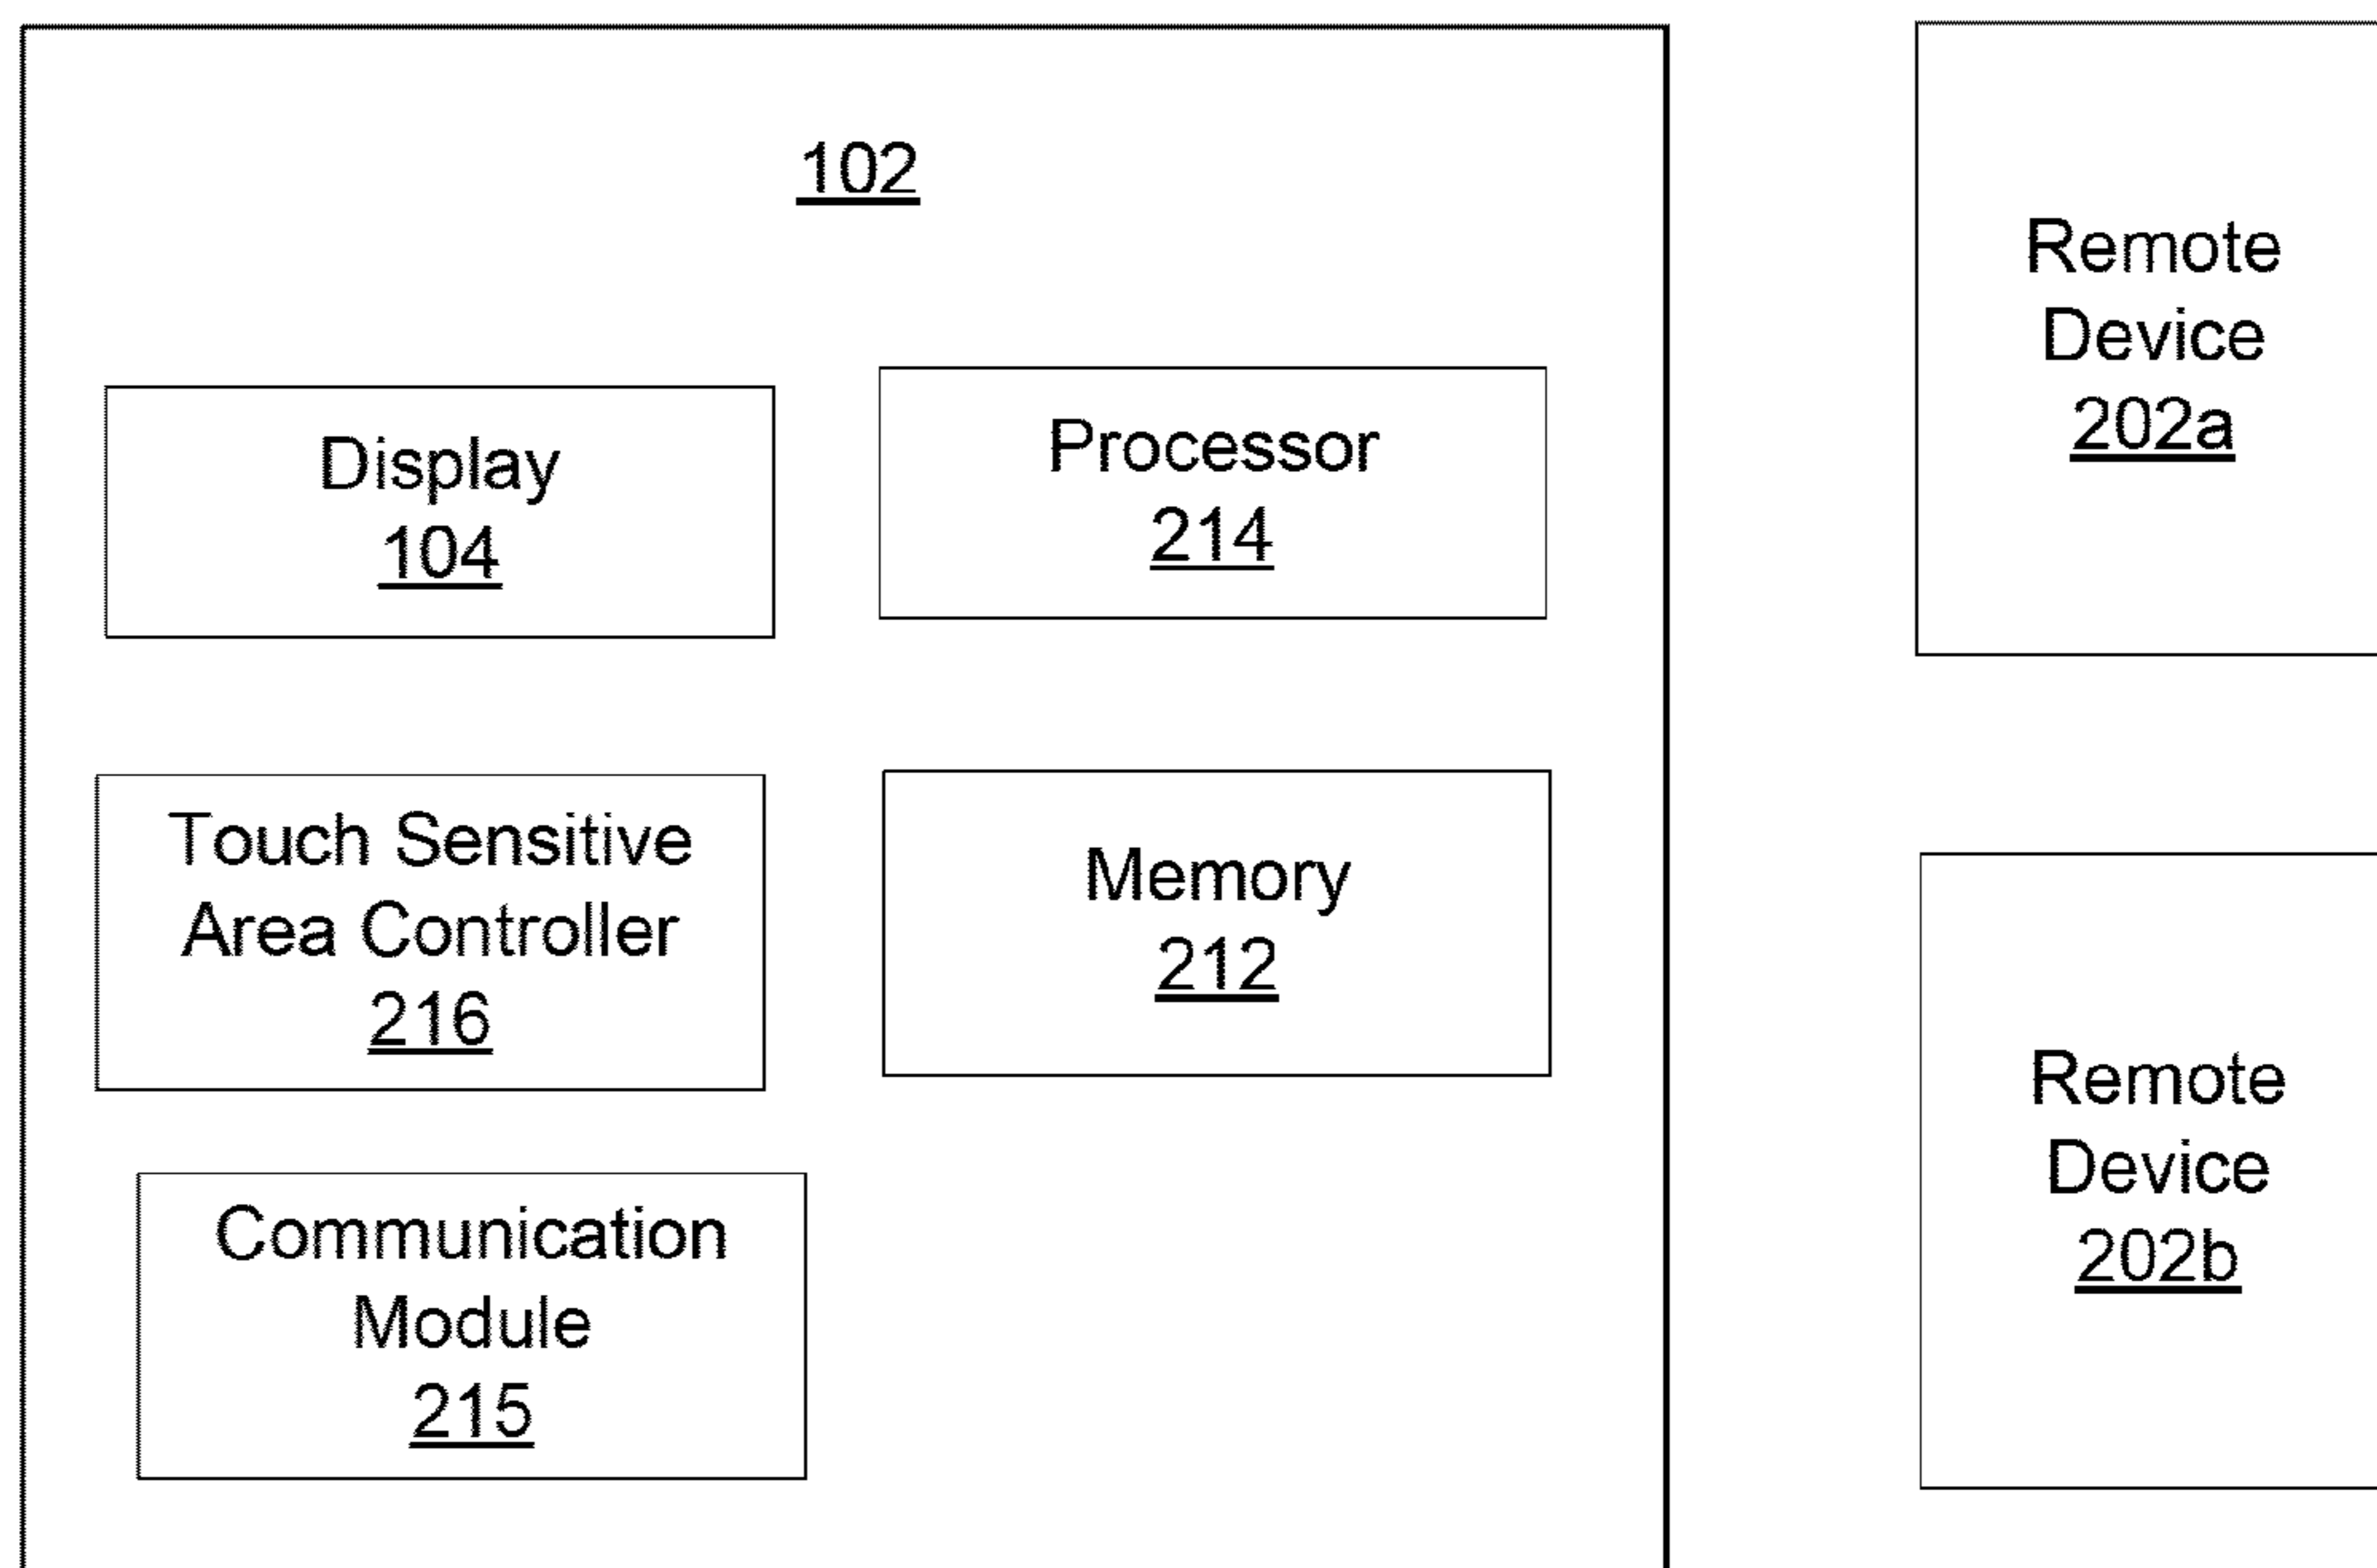 102
Display
104
Processor
214
Touch Sensitive
Area Controller
216
Memory
212
Communication
Module
215
Remote
Device
202a
Remote
Device
202b